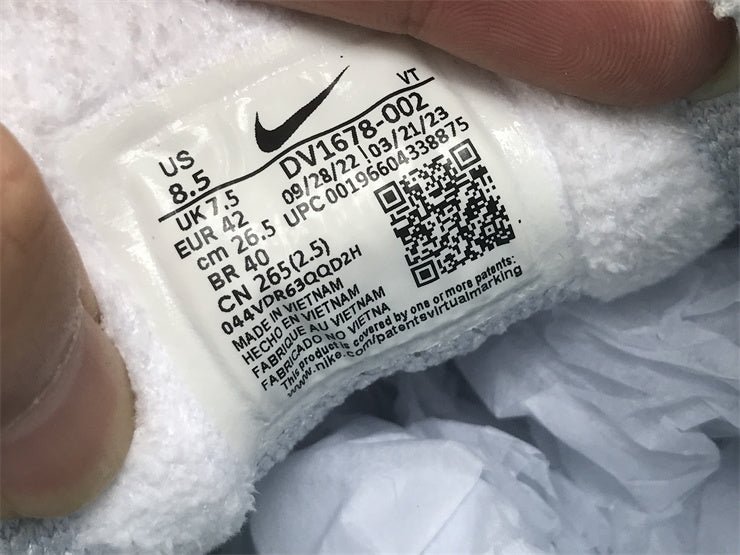 US
8.5
VT
DV1678-002
09/28/22 | 03/21/23
UPC 00196604338875
UK 7.5
EUR 42
cm 26.5
BR 40
CN 265(2.5)
044VDR63QQD2H
MADE IN VIETNAM
HECHO EN VIETNAM
FABRIQUE AU VIETNAM
FABRICADO NO VIETNA
This product is covered by one or more patents:
www.nike.com/patentsvirtualmarking